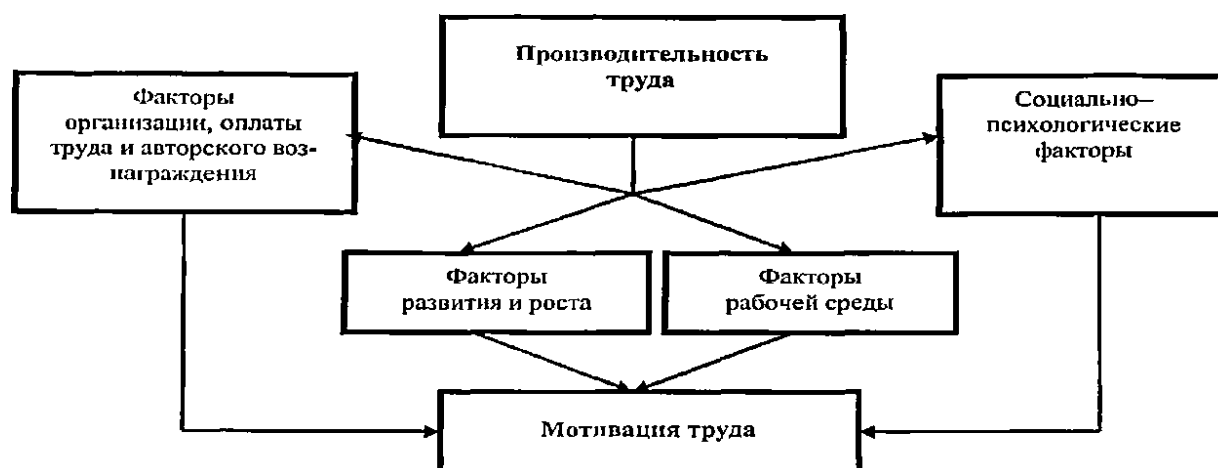 Производительность
труда
Факторы
организации, оплаты
труда и авторского воз-
награждения
Социально–
психологические
факторы
Факторы
развития и роста
Факторы
рабочей среды
Мотивация труда